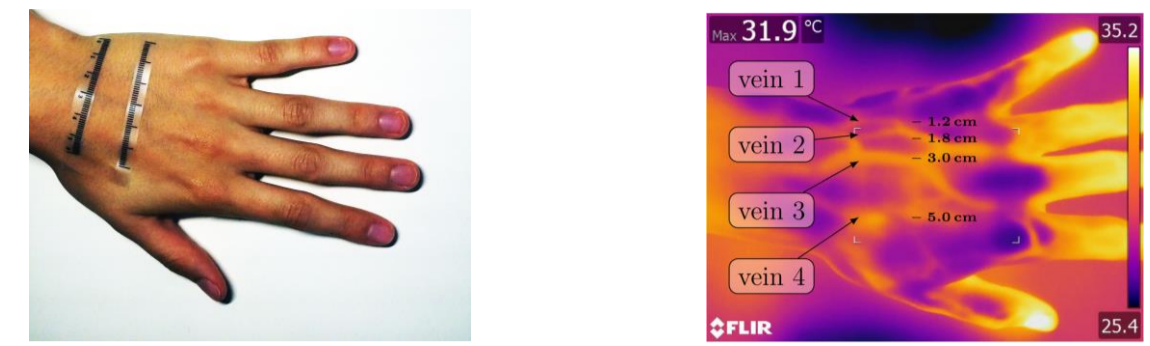 Max 31.9 °C
35.2
vein 1
– 1.2 cm
vein 2
– 1.8 cm
– 3.0 cm
vein 3
– 5.0 cm
vein 4
FLIR
25.4